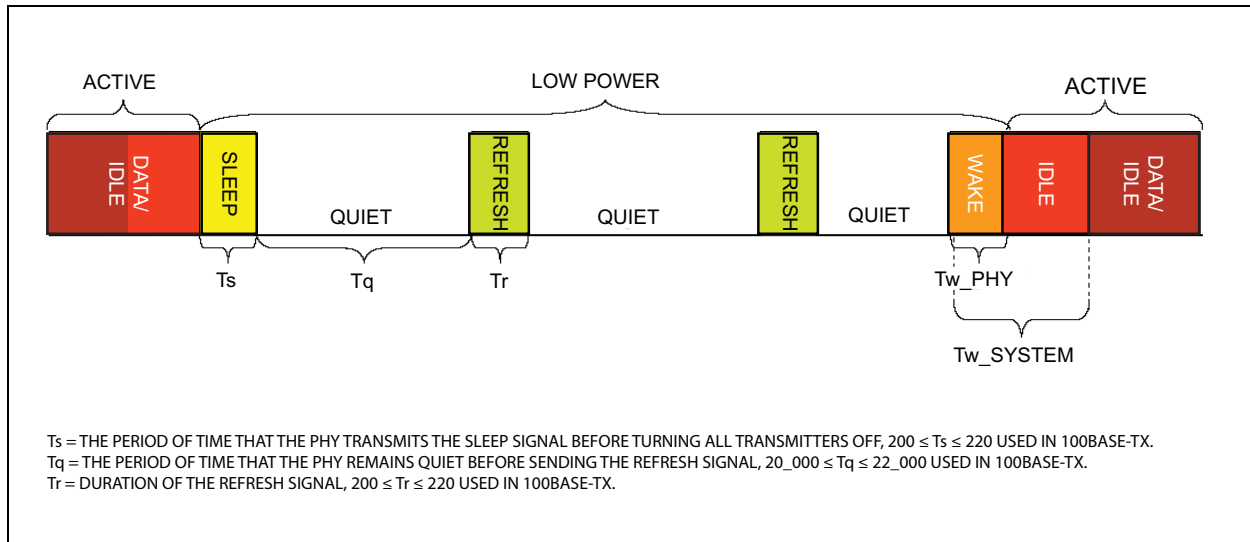 ACTIVE
LOW POWER
ACTIVE
DATA/
IDLE
SLEEP
QUIET
REFRESH
QUIET
REFRESH
QUIET
WAKE
IDLE
DATA/
IDLE
Ts
Tq
Tr
Tw_PHY
Tw_SYSTEM
Ts = THE PERIOD OF TIME THAT THE PHY TRANSMITS THE SLEEP SIGNAL BEFORE TURNING ALL TRANSMITTERS OFF, 200 ≤ Ts ≤ 220 USED IN 100BASE-TX.
Tq = THE PERIOD OF TIME THAT THE PHY REMAINS QUIET BEFORE SENDING THE REFRESH SIGNAL, 20_000 ≤ Tq ≤ 22_000 USED IN 100BASE-TX.
Tr = DURATION OF THE REFRESH SIGNAL, 200 ≤ Tr ≤ 220 USED IN 100BASE-TX.